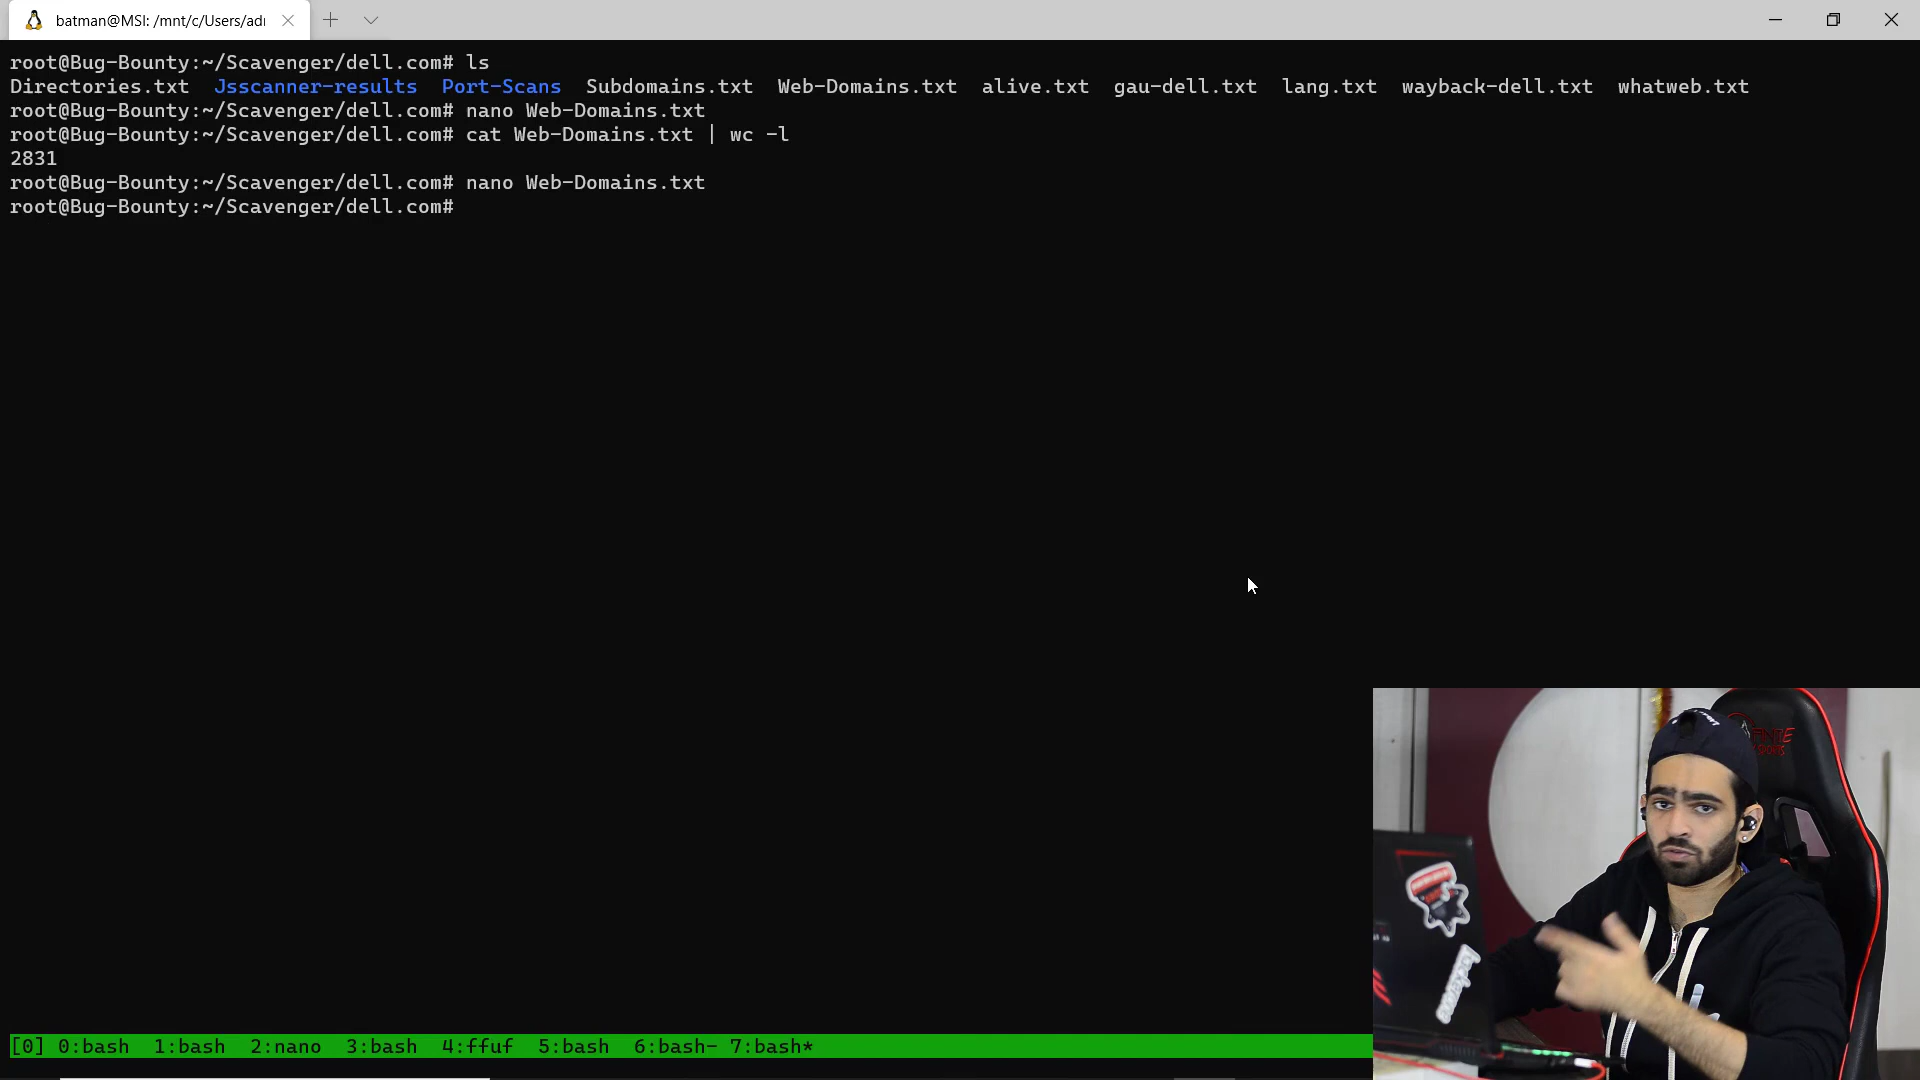 batman@MSI: /mnt/c/Users/adı
root@Bug-Bounty:~/Scavenger/dell.com# ls
Directories.txt Jsscanner-results Port-Scans Subdomains.txt Web-Domains.txt alive.txt gau-dell.txt lang.txt wayback-dell.txt whatweb.txt
root@Bug-Bounty:~/Scavenger/dell.com# nano Web-Domains.txt
root@Bug-Bounty:~/Scavenger/dell.com# cat Web-Domains.txt | wc -l
2831
root@Bug-Bounty:~/Scavenger/dell.com# nano Web-Domains.txt
root@Bug-Bounty:~/Scavenger/dell.com#
[0] 0:bash 1:bash 2:nano 3:bash 4:ffuf 5:bash 6:bash- 7:bash*